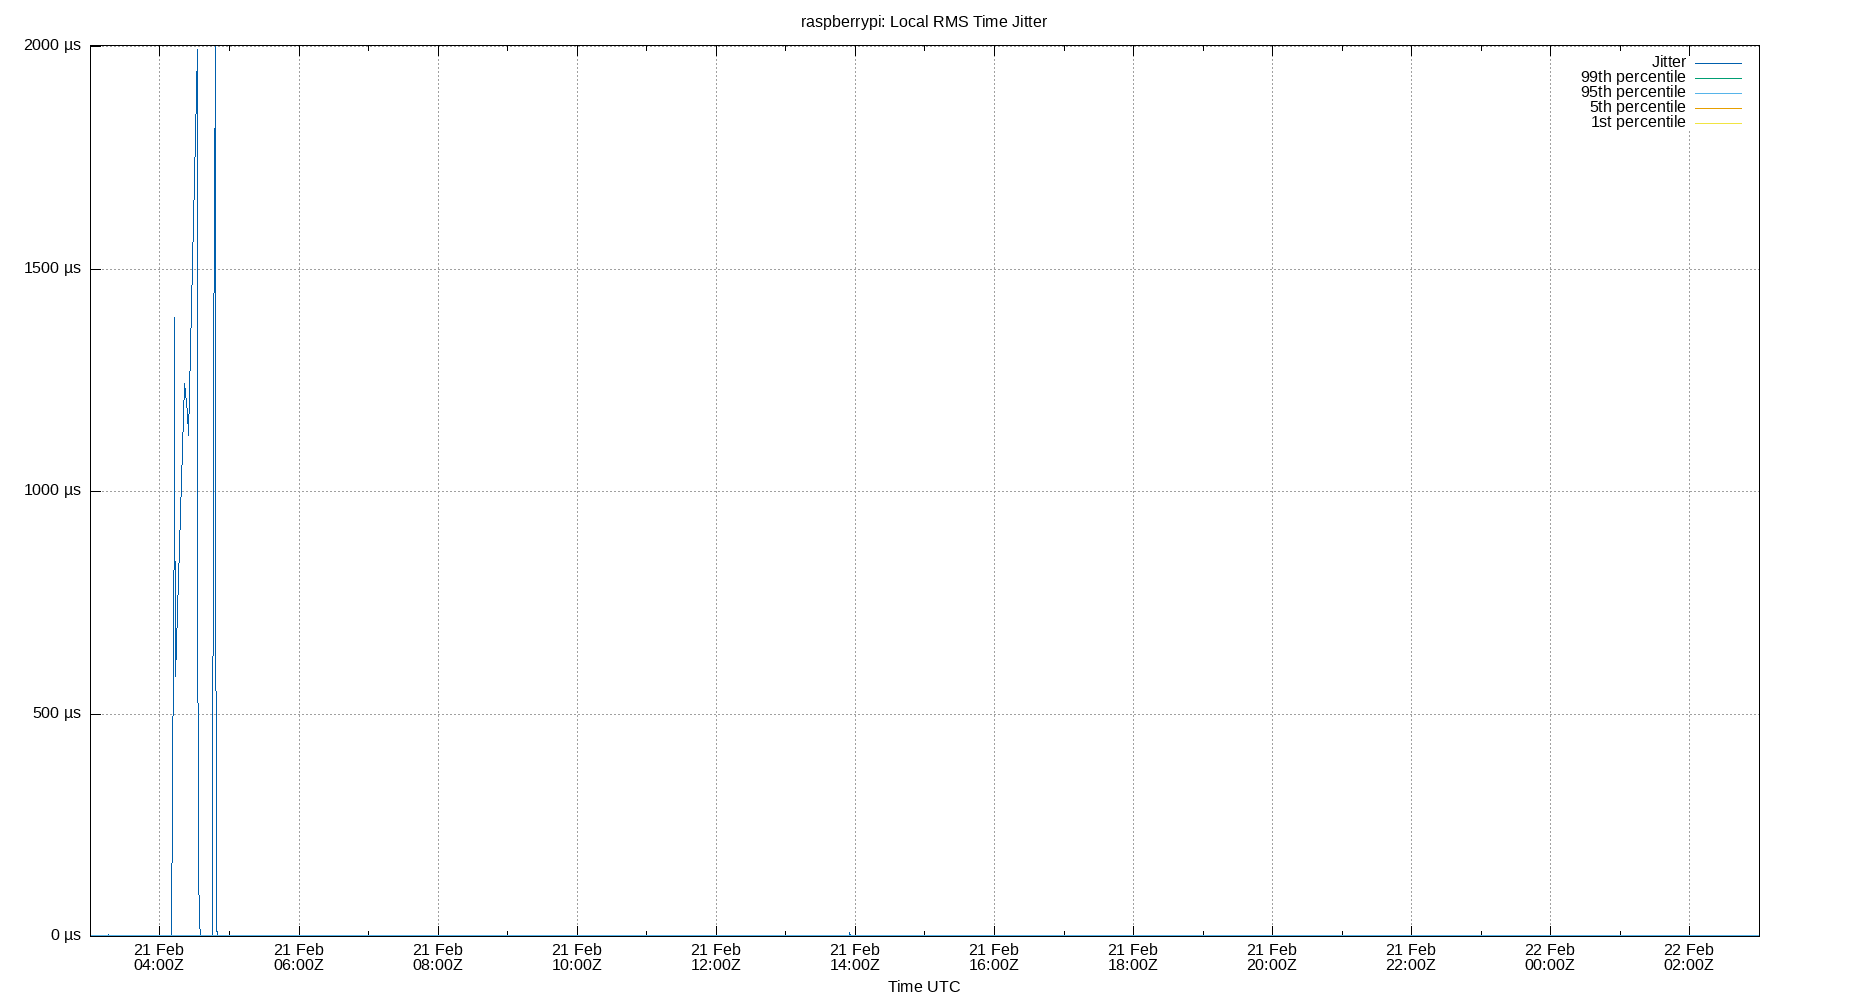 raspberrypi: Local RMS Time Jitter
2000 µs
1500 µs
1000 µs
500 µs
0 µs
Jitter
99th percentile
95th percentile
5th percentile
1st percentile
21 Feb 21 Feb 21 Feb 21 Feb 21 Feb 21 Feb 21 Feb 21 Feb 21 Feb 21 Feb 22 Feb 22 Feb
04:00Z 06:00Z 08:00Z 10:00Z 12:00Z 14:00Z 16:00Z 18:00Z 20:00Z 22:00Z 00:00Z 02:00Z
Time UTC